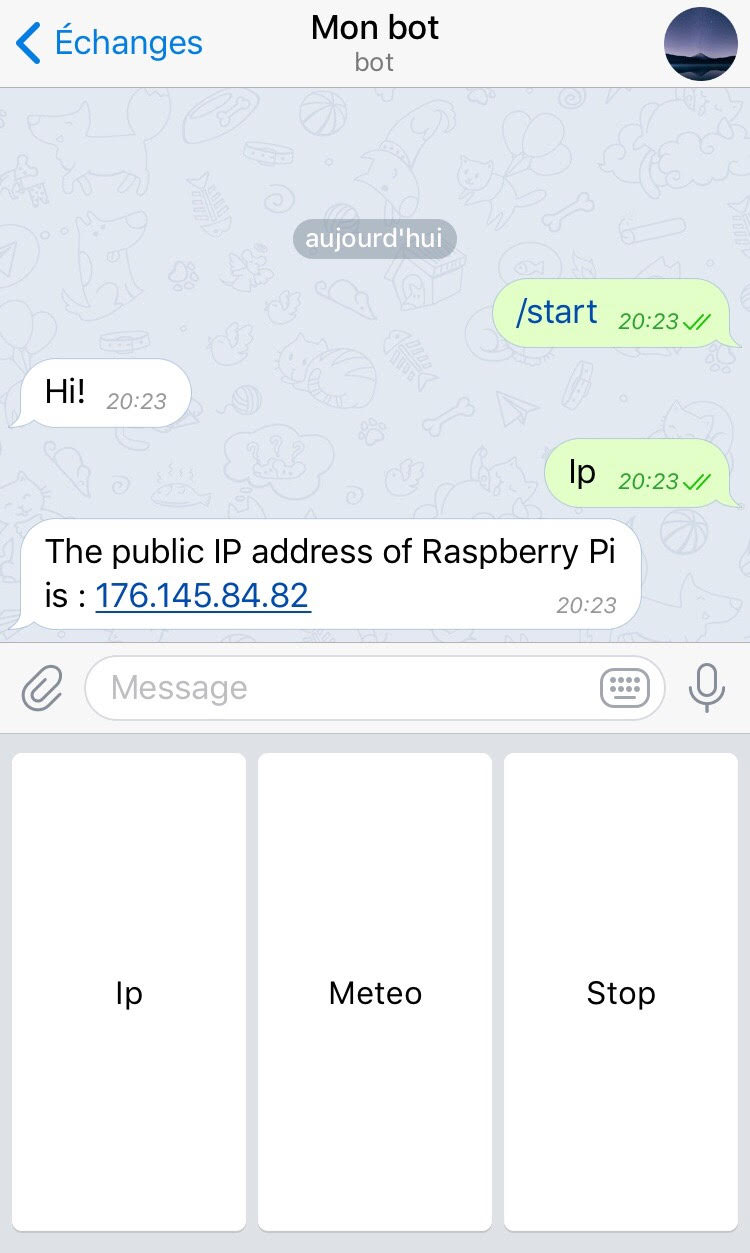 Échanges
Mon bot
bot
aujourd'hui
/start 20:23
Hi! 20:23
Ip 20:23
The public IP address of Raspberry Pi
is : 176.145.84.82 20:23
Message
Ip Meteo Stop